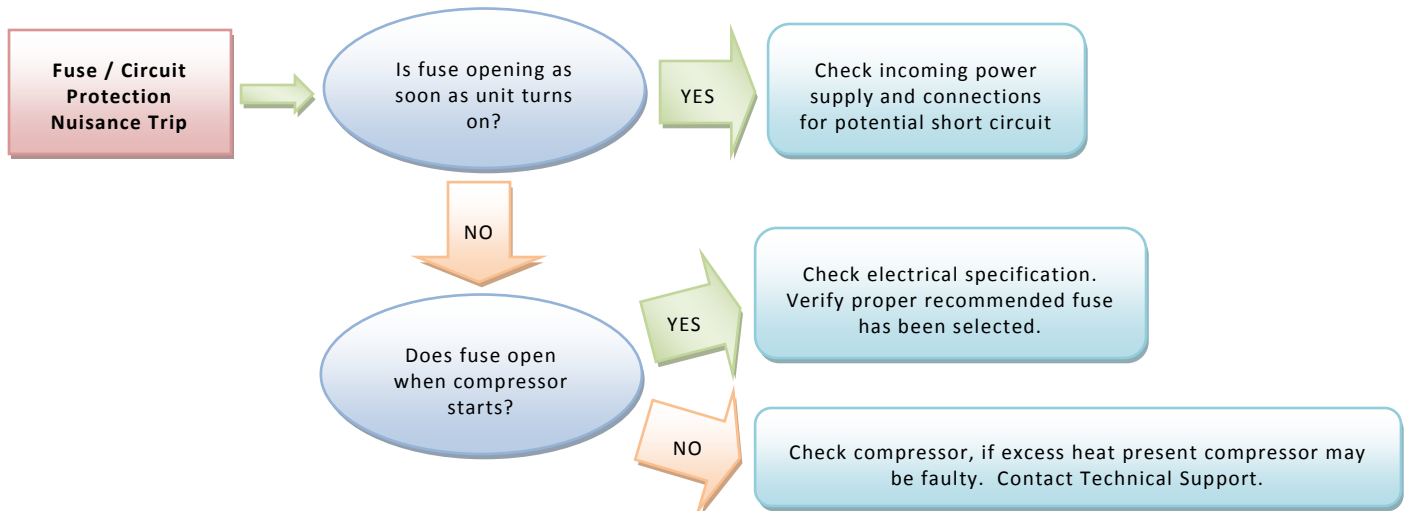 Fuse / Circuit
Protection
Nuisance Trip
Is fuse opening as
soon as unit turns
on?
YES
Check incoming power
supply and connections
for potential short circuit
NO
Does fuse open
when compressor
starts?
YES
Check electrical specification.
Verify proper recommended fuse
has been selected.
NO
Check compressor, if excess heat present compressor may
be faulty.  Contact Technical Support.